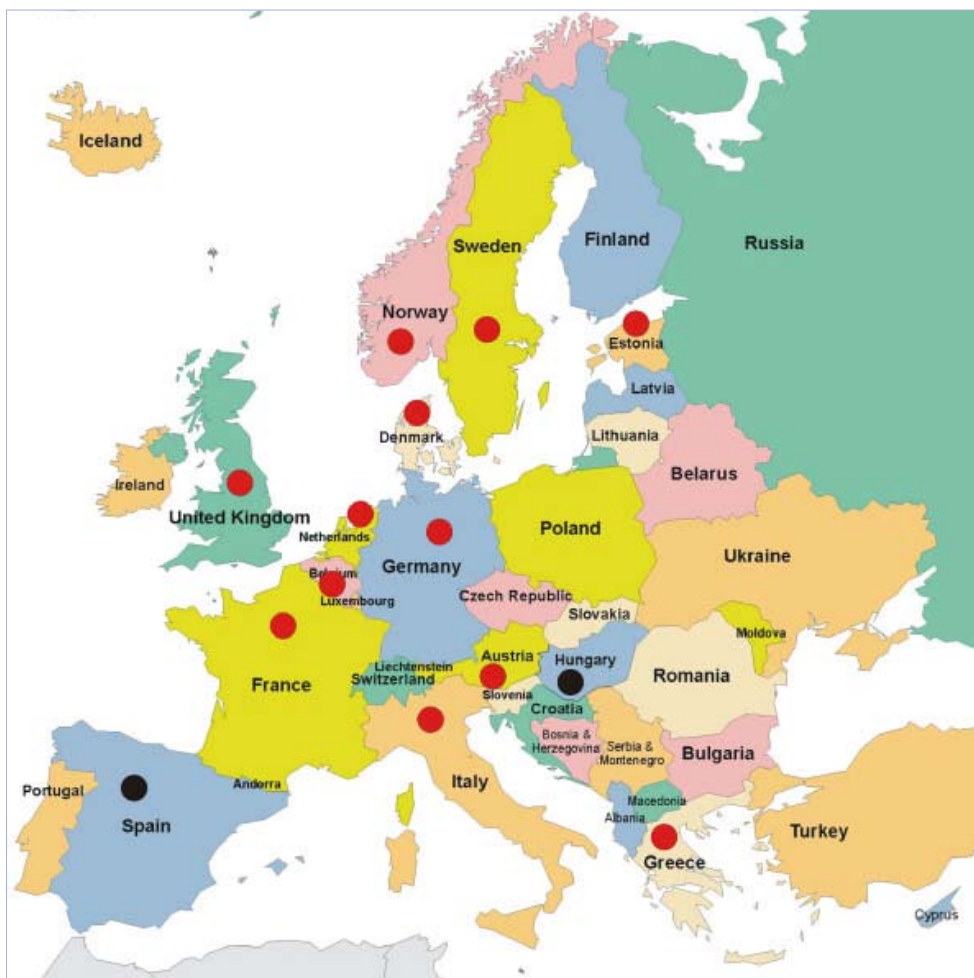 Iceland
Sweden
Finland
Russia
Norway
Estonia
Latvia
Denmark
Lithuania
Belarus
Ireland
United Kingdom
Netherlands
Poland
Ukraine
Germany
Belgium
Czech Republic
Luxembourg
Slovakia
Moldova
Austria
Hungary
Liechtenstein
Switzerland
Romania
France
Slovenia
Croatia
Bosnia &
Herzegovina
Serbia &
Montenegro
Bulgaria
Italy
Andorra
Portugal
Macedonia
Albania
Spain
Turkey
Greece
Cyprus